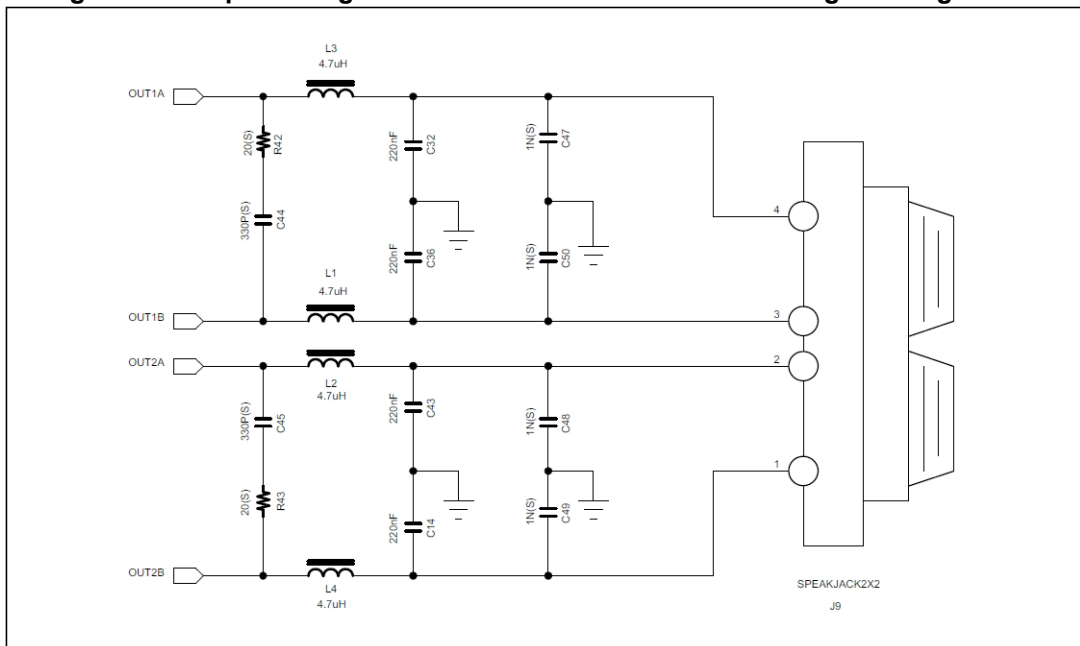 L3
4.7uH
OUT1A
20(S)
R42
220nF
C32
1N(S)
C47
330P(S)
C44
4
220nF
C36
1N(S)
C50
L1
4.7uH
OUT1B
3
OUT2A
2
L2
4.7uH
330P(S)
C45
220nF
C43
1N(S)
C48
1
20(S)
R43
220nF
C14
1N(S)
C49
OUT2B
L4
4.7uH
SPEAKJACK2X2
J9